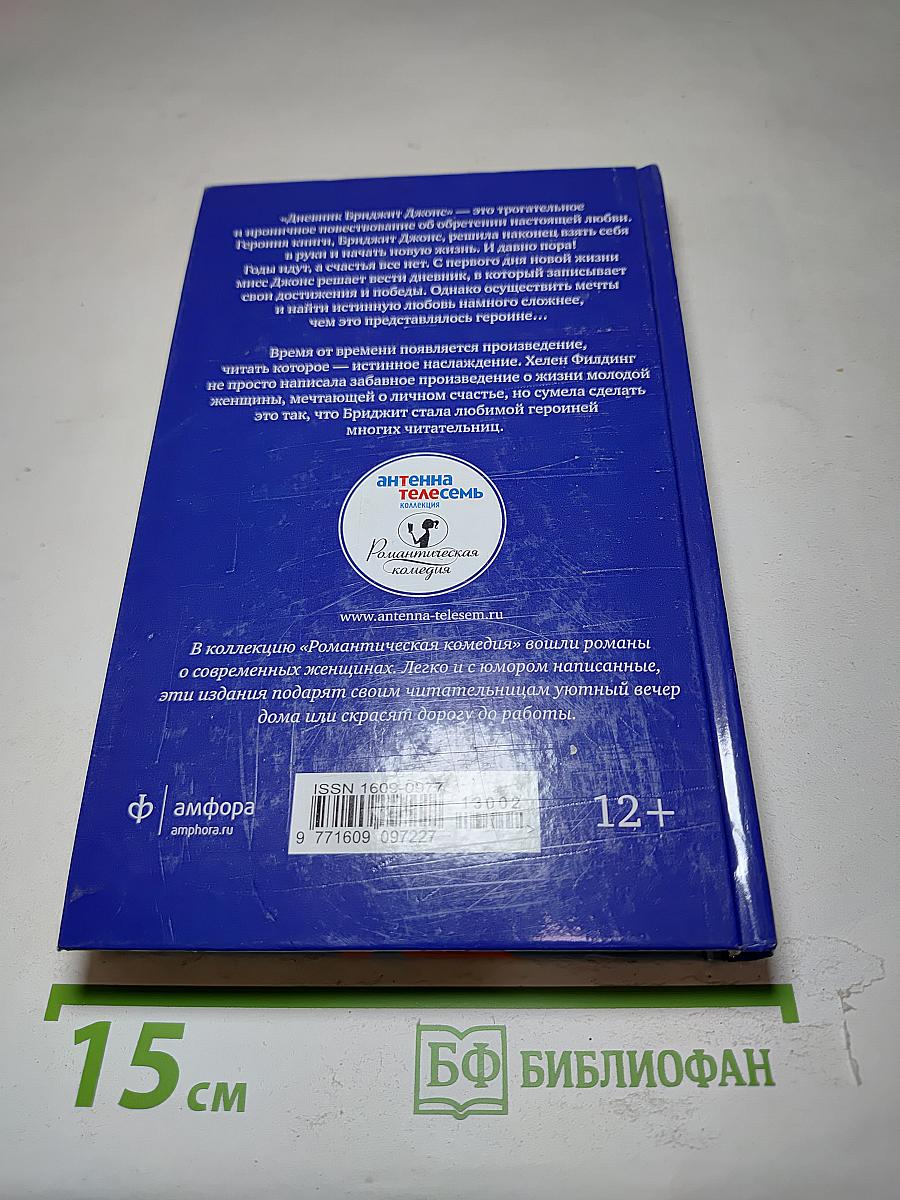 «Дневник Бриджит Джонс» — это трогательное
и ироничное повествование об обретении настоящей любви.
Героиня книги, Бриджит Джонс, решила наконец взять себя
в руки и начать новую жизнь. И давно пора!
Годы идут, а счастья все нет. С первого дня новой жизни
мисс Джонс решает вести дневник, в который записывает
свои достижения и победы. Однако осуществить мечты
и найти истинную любовь намного сложнее,
чем это представлялось героине…
Время от времени появляется произведение,
читать которое — истинное наслаждение. Хелен Филдинг
не просто написала забавное произведение о жизни молодой
женщины, мечтающей о личном счастье, но сумела сделать
это так, что Бриджит стала любимой героиней
многих читательниц.
антенна
телесемь
коллекция
Романтическая
комедия
www.antenna-telesem.ru
В коллекцию «Романтическая комедия» вошли романы
о современных женщинах. Легко и с юмором написанные,
эти издания подарят своим читательницам уютный вечер
дома или скрасят дорогу до работы.
ф амфора
amphora.ru
ISSN 1609-0977
13002
9 771609 097227
12+
15 см
БФ БИБЛИОФАН